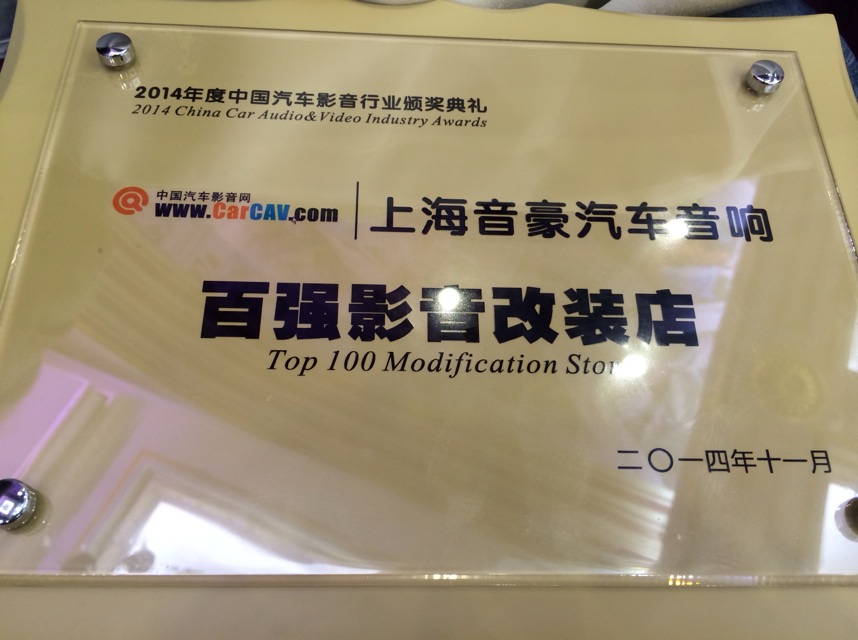 2014年度中国汽车影音行业颁奖典礼
2014 China Car Audio&Video Industry Awards
中国汽车影音网
www.CarCAV.com
上海音豪汽车音响
百强影音改装店
Top 100 Modification
二〇一四年十一月